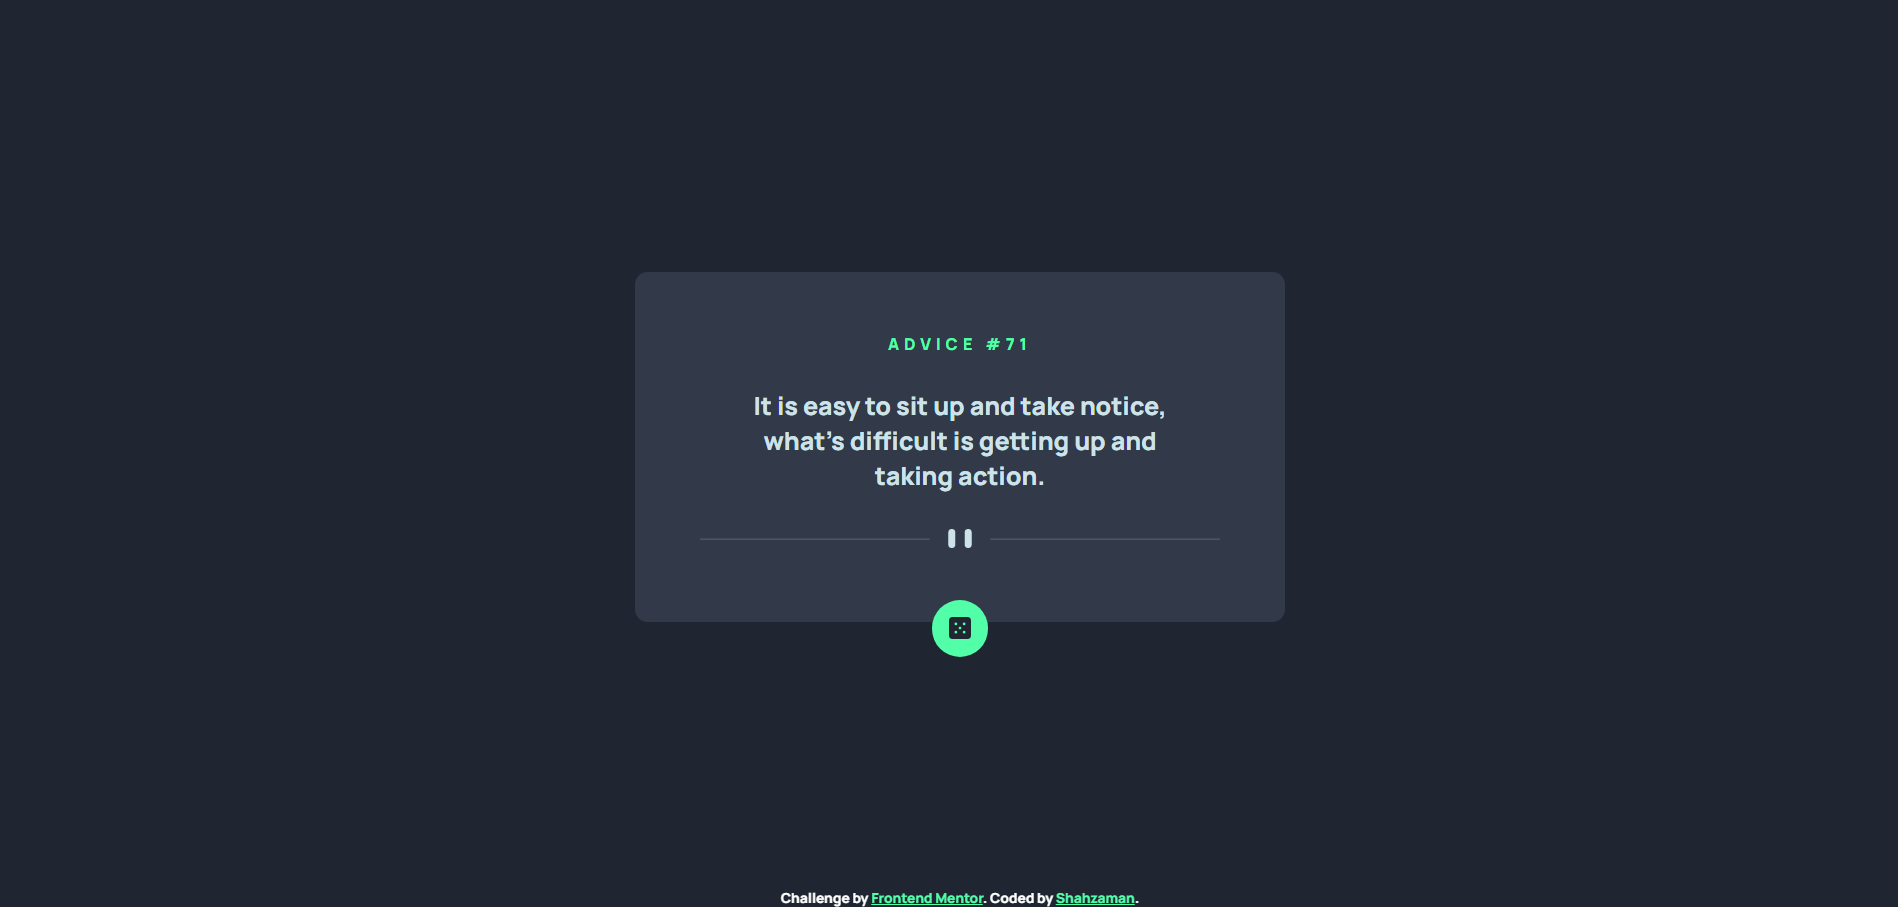 ADVICE #71
It is easy to sit up and take notice,
what's difficult is getting up and
taking action.
Challenge by Frontend Mentor. Coded by Shahzaman.